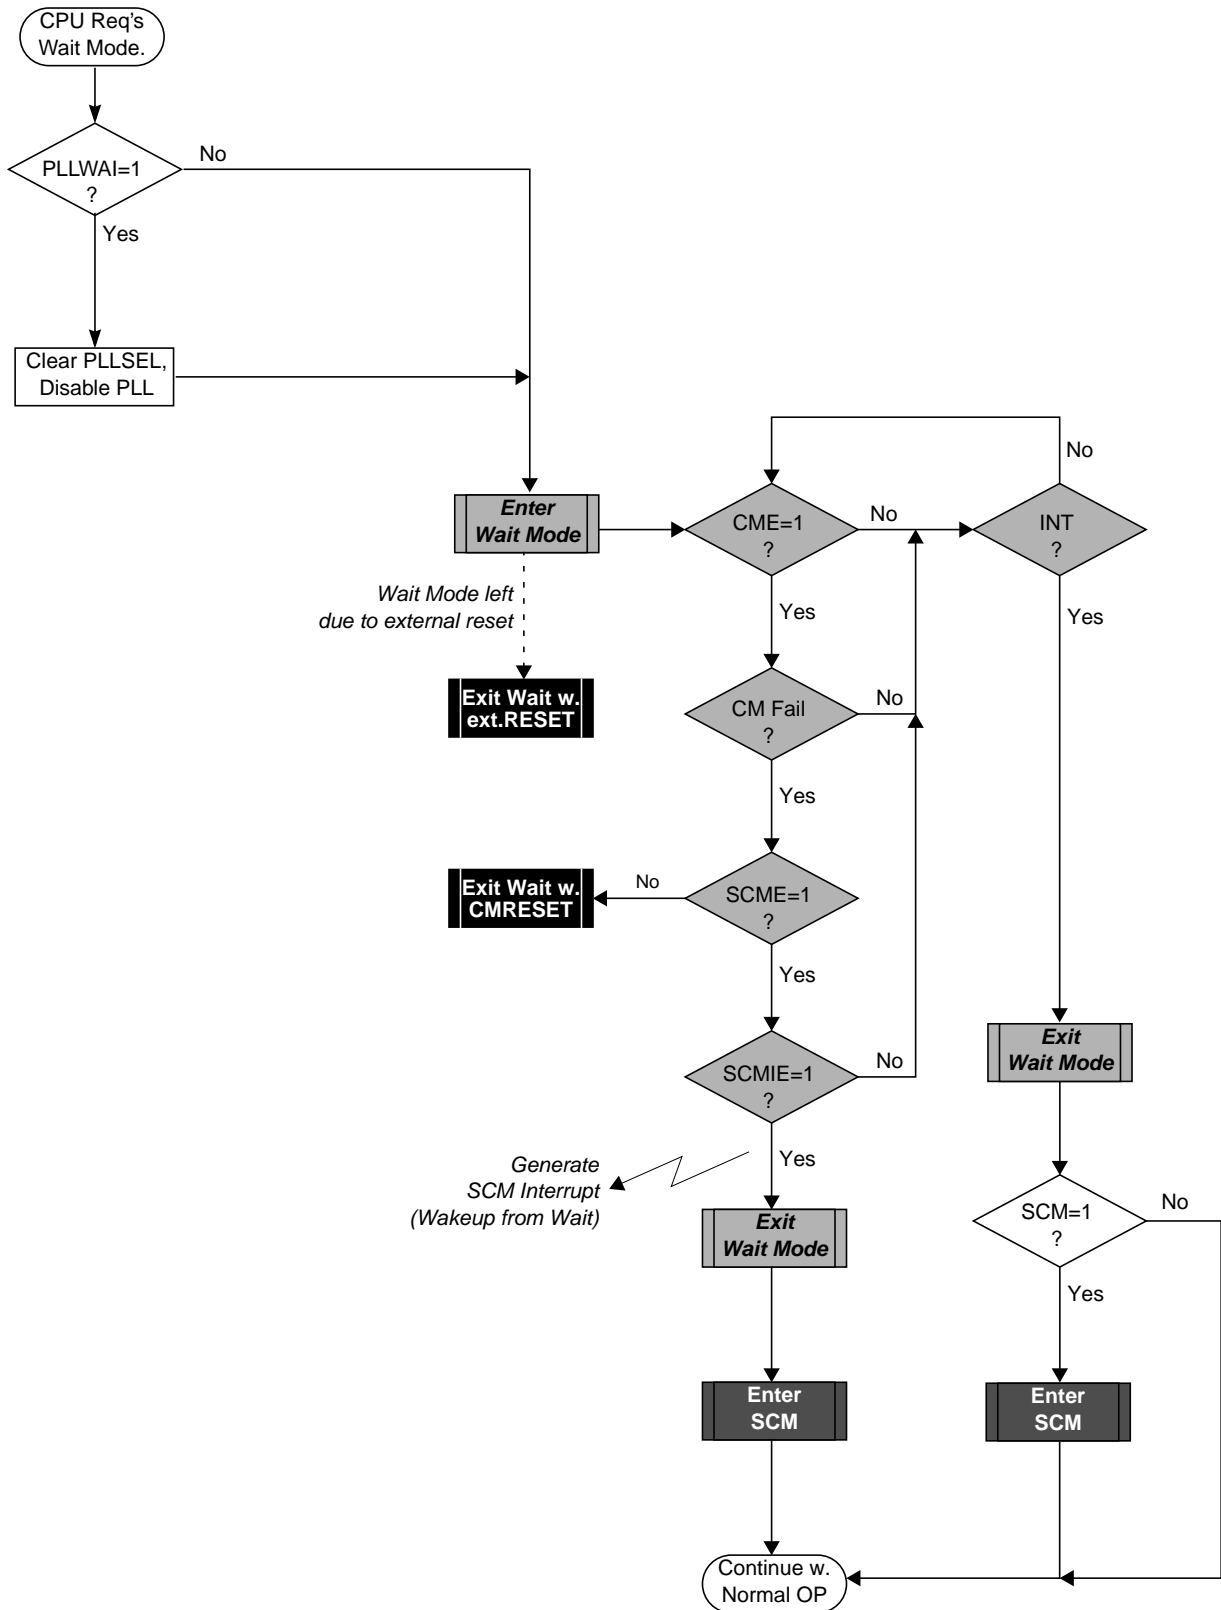 CPU Req's
Wait Mode.
PLLWAI=1
?
No
Yes
Clear PLLSEL,
Disable PLL
Enter
Wait Mode
Wait Mode left
due to external reset
Exit Wait w.
ext.RESET
CME=1
?
No
Yes
INT
?
No
Yes
CM Fail
?
No
Yes
SCME=1
?
No
Exit Wait w.
CMRESET
Yes
SCMIE=1
?
No
Yes
Generate
SCM Interrupt
(Wakeup from Wait)
Exit
Wait Mode
Enter
SCM
Exit
Wait Mode
SCM=1
?
No
Yes
Enter
SCM
Continue w.
Normal OP